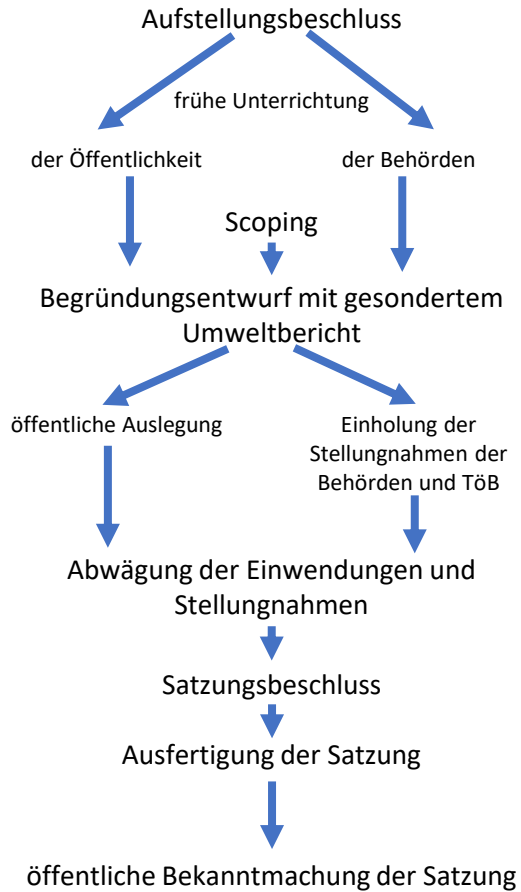 Aufstellungsbeschluss
frühe Unterrichtung
der Öffentlichkeit
der Behörden
Scoping
Begründungsentwurf mit gesondertem
Umweltbericht
öffentliche Auslegung
Einholung der
Stellungnahmen der
Behörden und TöB
Abwägung der Einwendungen und
Stellungnahmen
Satzungsbeschluss
Ausfertigung der Satzung
öffentliche Bekanntmachung der Satzung